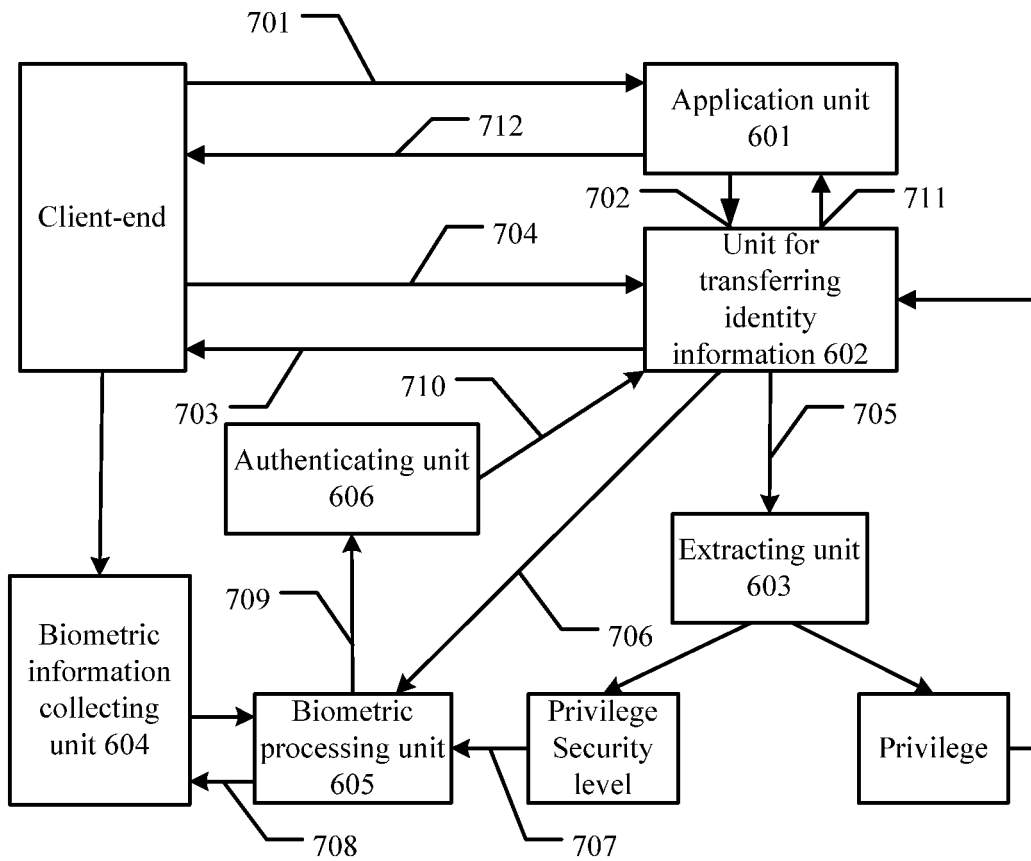 701
Application unit
601
712
Client-end
702
711
704
Unit for
transferring
identity
information 602
703
710
705
Authenticating unit
606
Extracting unit
603
709
706
Biometric
information
collecting
unit 604
Biometric
processing unit
605
Privilege
Security
level
Privilege
708
707